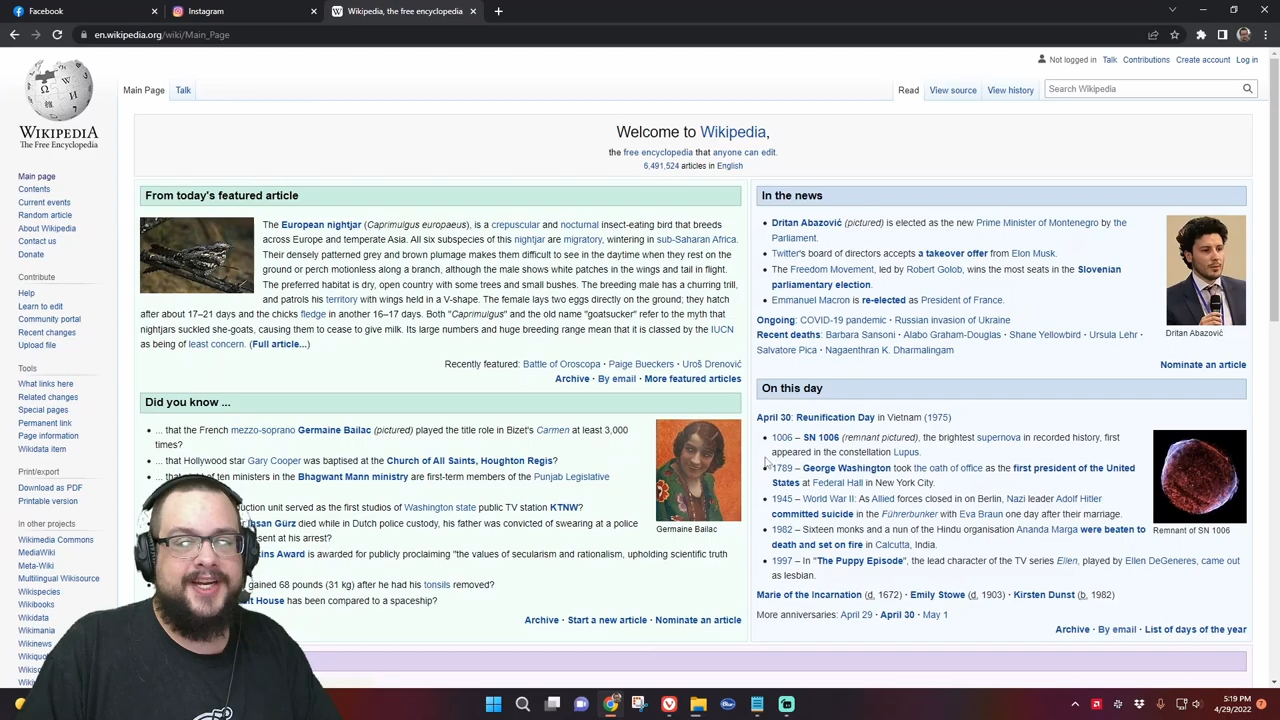 Facebook
Instagram
Wikipedia, the free encyclopedia
en.wikipedia.org/wiki/Main_Page
Not logged in Talk Contributions Create account Log in
Main Page Talk
Read View source View history
Search Wikipedia
WIKIPEDIA
The Free Encyclopedia
Main page
Contents
Current events
Random article
About Wikipedia
Contact us
Donate
Contribute
Help
Learn to edit
Community portal
Recent changes
Upload file
Tools
What links here
Related changes
Special pages
Permanent link
Page information
Wikidata item
Print/export
Download as PDF
Printable version
In other projects
Wikimedia Commons
MediaWiki
Meta-Wiki
Multilingual Wikisource
Wikispecies
Wikibooks
Wikidata
Wikimania
Wikinews
Welcome to Wikipedia,
the free encyclopedia that anyone can edit.
6,491,524 articles in English
From today's featured article
The European nightjar (Caprimulgus europaeus), is a crepuscular and nocturnal insect-eating bird that breeds
across Europe and temperate Asia. All six subspecies of this nightjar are migratory, wintering in sub-Saharan Africa.
Their densely patterned grey and brown plumage makes them difficult to see in the daytime when they rest on the
ground or perch motionless along a branch, although the male shows white patches in the wings and tail in flight.
The preferred habitat is dry, open country with some trees and small bushes. The breeding male has a churring trill,
and patrols his territory with wings held in a V-shape. The female lays two eggs directly on the ground; they hatch
after about 17–21 days and the chicks fledge in another 16–17 days. Both "Caprimulgus" and the old name "goatsucker" refer to the myth that
nightjars suckled she-goats, causing them to cease to give milk. Its large numbers and huge breeding range mean that it is classed by the IUCN
as being of least concern. (Full article...)
Recently featured: Battle of Oroscopa · Paige Bueckers · Uroš Drenović
Archive · By email · More featured articles
Did you know ...
... that the French mezzo-soprano Germaine Bailac (pictured) played the title role in Bizet's Carmen at least 3,000
times?
... that Hollywood star Gary Cooper was baptised at the Church of All Saints, Houghton Regis?
of ten ministers in the Bhagwant Mann ministry are first-term members of the Punjab Legislative
unit served as the first studios of Washington state public TV station KTNW?
Gürz died while in Dutch police custody, his father was convicted of swearing at a police
at his arrest?
Award is awarded for publicly proclaiming "the values of secularism and rationalism, upholding scientific truth
gained 68 pounds (31 kg) after he had his tonsils removed?
House has been compared to a spaceship?
Germaine Bailac
Archive · Start a new article · Nominate an article
In the news
Dritan Abazović (pictured) is elected as the new Prime Minister of Montenegro by the
Parliament.
Twitter's board of directors accepts a takeover offer from Elon Musk.
The Freedom Movement, led by Robert Golob, wins the most seats in the Slovenian
parliamentary election.
Emmanuel Macron is re-elected as President of France.
Ongoing: COVID-19 pandemic · Russian invasion of Ukraine
Recent deaths: Barbara Sansoni · Alabo Graham-Douglas · Shane Yellowbird · Ursula Lehr ·
Salvatore Pica · Nagaenthran K. Dharmalingam
Dritan Abazović
Nominate an article
On this day
April 30: Reunification Day in Vietnam (1975)
1006 – SN 1006 (remnant pictured), the brightest supernova in recorded history, first
appeared in the constellation Lupus.
1789 – George Washington took the oath of office as the first president of the United
States at Federal Hall in New York City.
1945 – World War II: As Allied forces closed in on Berlin, Nazi leader Adolf Hitler
committed suicide in the Führerbunker with Eva Braun one day after their marriage.
1982 – Sixteen monks and a nun of the Hindu organisation Ananda Marga were beaten to
death and set on fire in Calcutta, India.
1997 – In "The Puppy Episode", the lead character of the TV series Ellen, played by Ellen DeGeneres, came out
as lesbian.
Remnant of SN 1006
Marie of the Incarnation (d. 1672) · Emily Stowe (d. 1903) · Kirsten Dunst (b. 1982)
More anniversaries: April 29 · April 30 · May 1
Archive · By email · List of days of the year
5:19 PM
4/29/2022